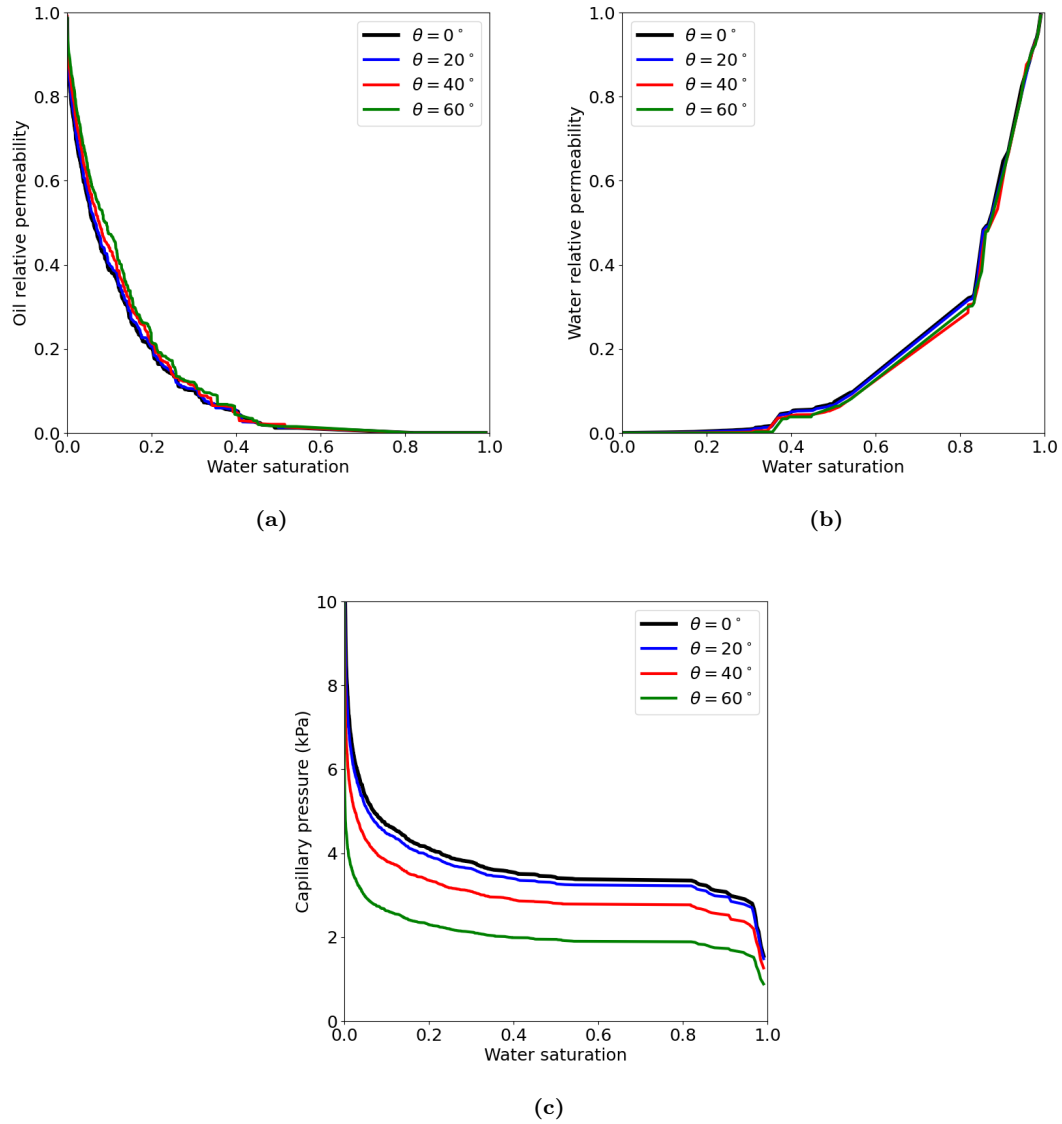 1.0
0.8
0.6
0.4
0.2
0.0
0.0 0.2 0.4 0.6 0.8 1.0
Oil relative permeability
Water saturation
θ = 0°
θ = 20°
θ = 40°
θ = 60°
(a)
1.0
0.8
0.6
0.4
0.2
0.0
0.0 0.2 0.4 0.6 0.8 1.0
Water relative permeability
Water saturation
θ = 0°
θ = 20°
θ = 40°
θ = 60°
(b)
10
8
6
4
2
0
0.0 0.2 0.4 0.6 0.8 1.0
Capillary pressure (kPa)
Water saturation
θ = 0°
θ = 20°
θ = 40°
θ = 60°
(c)